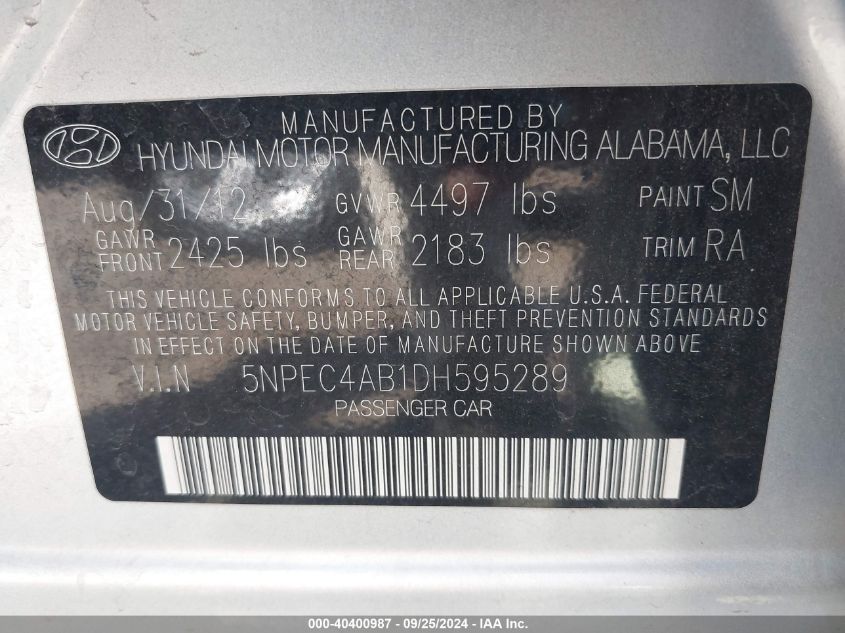 MANUFACTURED BY
HYUNDAI MOTOR MANUFACTURING ALABAMA, LLC
Aug/31/12 GVWR 4497 lbs PAINT SM
GAWR FRONT 2425 lbs GAWR REAR 2183 lbs TRIM RA
THIS VEHICLE CONFORMS TO ALL APPLICABLE U.S.A. FEDERAL
MOTOR VEHICLE SAFETY, BUMPER, AND THEFT PREVENTION STANDARDS
IN EFFECT ON THE DATE OF MANUFACTURE SHOWN ABOVE.
V.I.N 5NPEC4AB1DH595289
PASSENGER CAR
000-40400987 - 09/25/2024 - IAA Inc.